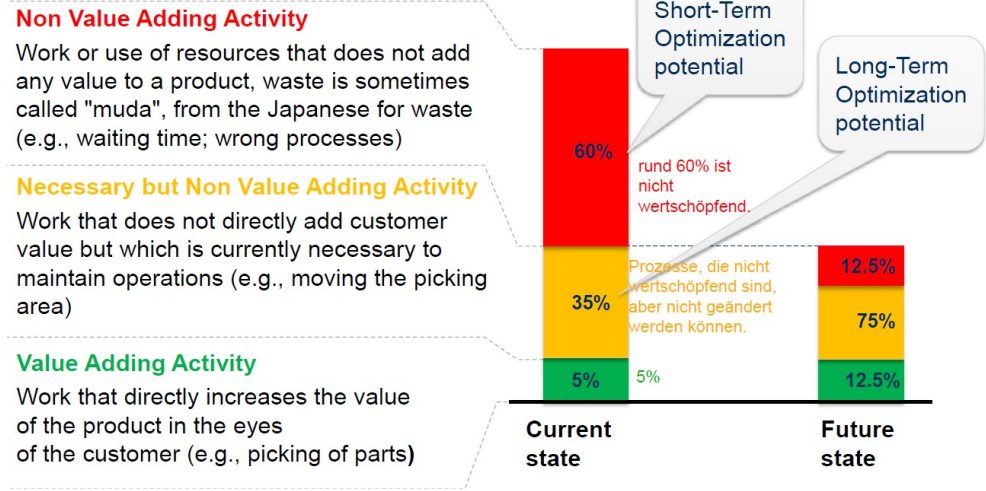 Non Value Adding Activity
Work or use of resources that does not add
any value to a product, waste is sometimes
called "muda", from the Japanese for waste
(e.g., waiting time; wrong processes)
Necessary but Non Value Adding Activity
Work that does not directly add customer
value but which is currently necessary to
maintain operations (e.g., moving the picking
area)
Value Adding Activity
Work that directly increases the value
of the product in the eyes
of the customer (e.g., picking of parts)
Short-Term
Optimization
potential
Long-Term
Optimization
potential
60%
rund 60% ist
nicht
wertschöpfend.
35%
Prozesse, die nicht
wertschöpfend sind,
aber nicht geändert
werden können.
5%
5%
12.5%
75%
12.5%
Current
state
Future
state